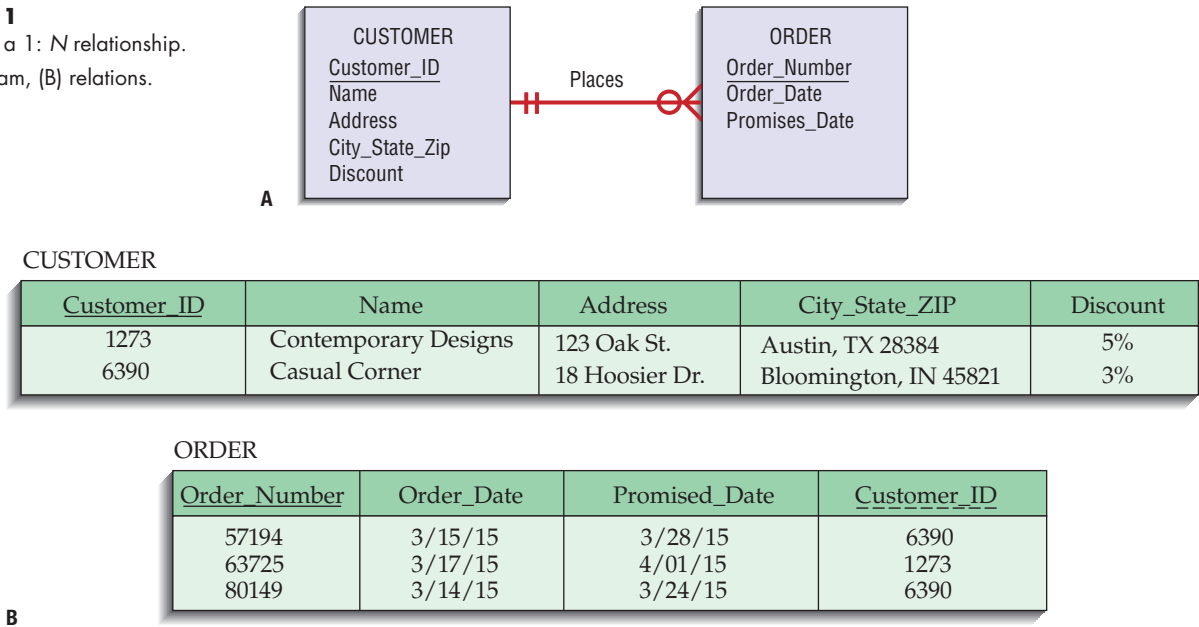 1
a 1: N relationship.
am, (B) relations.
CUSTOMER
Customer_ID
Name
Address
City_State_Zip
Discount
Places
ORDER
Order_Number
Order_Date
Promises_Date
A
CUSTOMER
Customer_ID Name Address City_State_ZIP Discount
1273 Contemporary Designs 123 Oak St. Austin, TX 28384 5%
6390 Casual Corner 18 Hoosier Dr. Bloomington, IN 45821 3%
ORDER
Order_Number Order_Date Promised_Date Customer_ID
57194 3/15/15 3/28/15 6390
63725 3/17/15 4/01/15 1273
80149 3/14/15 3/24/15 6390
B